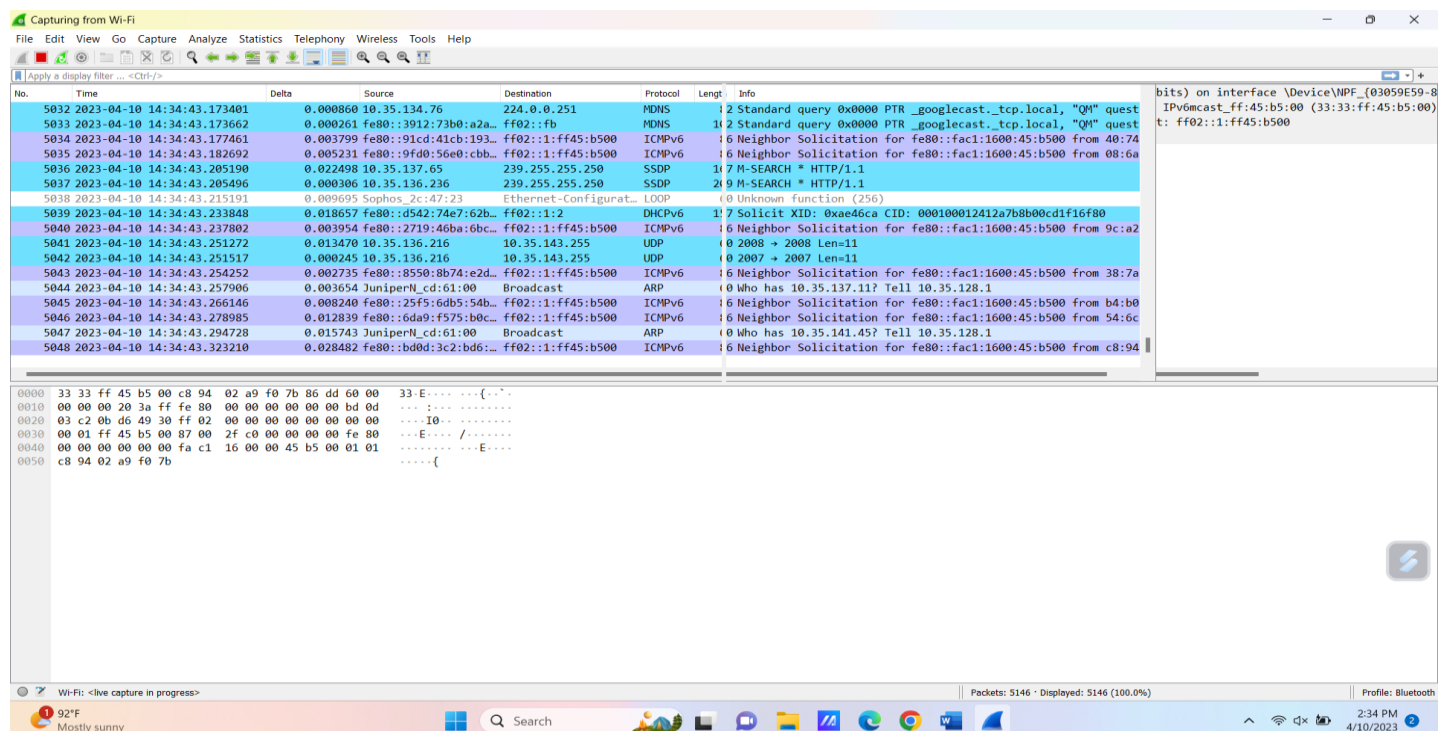 Capturing from Wi-Fi
File Edit View Go Capture Analyze Statistics Telephony Wireless Tools Help
Apply a display filter ... <Ctrl-/>
No. Time Delta Source Destination Protocol Lengt Info
5032 2023-04-10 14:34:43.173401 0.000860 10.35.134.76 224.0.0.251 MDNS 2 Standard query 0x0000 PTR _googlecast._tcp.local, "QM" quest
5033 2023-04-10 14:34:43.173662 0.000261 fe80::3912:73b0:a2a… ff02::fb MDNS 10 2 Standard query 0x0000 PTR _googlecast._tcp.local, "QM" quest
5034 2023-04-10 14:34:43.177461 0.003799 fe80::91cd:41cb:193… ff02::1:ff45:b500 ICMPv6 6 Neighbor Solicitation for fe80::fac1:1600:45:b500 from 40:74
5035 2023-04-10 14:34:43.182692 0.005231 fe80::9fd0:56e0:cbb… ff02::1:ff45:b500 ICMPv6 6 Neighbor Solicitation for fe80::fac1:1600:45:b500 from 08:6a
5036 2023-04-10 14:34:43.205190 0.022498 10.35.137.65 239.255.255.250 SSDP 16 7 M-SEARCH * HTTP/1.1
5037 2023-04-10 14:34:43.205496 0.000306 10.35.136.236 239.255.255.250 SSDP 2 9 M-SEARCH * HTTP/1.1
5038 2023-04-10 14:34:43.215191 0.009695 Sophos_2c:47:23 Ethernet-Configurat… LOOP 0 Unknown function (256)
5039 2023-04-10 14:34:43.233848 0.018657 fe80::d542:74e7:62b… ff02::1:2 DHCPv6 15 7 Solicit XID: 0xae46ca CID: 000100012412a7b8b00cd1f16f80
5040 2023-04-10 14:34:43.237802 0.003954 fe80::2719:46ba:6bc… ff02::1:ff45:b500 ICMPv6 6 Neighbor Solicitation for fe80::fac1:1600:45:b500 from 9c:a2
5041 2023-04-10 14:34:43.251272 0.013470 10.35.136.216 10.35.143.255 UDP 0 2008 → 2008 Len=11
5042 2023-04-10 14:34:43.251517 0.000245 10.35.136.216 10.35.143.255 UDP 0 2007 → 2007 Len=11
5043 2023-04-10 14:34:43.254252 0.002735 fe80::8550:8b74:e2d… ff02::1:ff45:b500 ICMPv6 6 Neighbor Solicitation for fe80::fac1:1600:45:b500 from 38:7a
5044 2023-04-10 14:34:43.257906 0.003654 JuniperN_cd:61:00 Broadcast ARP 0 Who has 10.35.137.11? Tell 10.35.128.1
5045 2023-04-10 14:34:43.266146 0.008240 fe80::25f5:6db5:54b… ff02::1:ff45:b500 ICMPv6 6 Neighbor Solicitation for fe80::fac1:1600:45:b500 from b4:b0
5046 2023-04-10 14:34:43.278985 0.012839 fe80::6da9:f575:b0c… ff02::1:ff45:b500 ICMPv6 6 Neighbor Solicitation for fe80::fac1:1600:45:b500 from 54:6c
5047 2023-04-10 14:34:43.294728 0.015743 JuniperN_cd:61:00 Broadcast ARP 0 Who has 10.35.141.45? Tell 10.35.128.1
5048 2023-04-10 14:34:43.323210 0.028482 fe80::bd0d:3c2:bd6:… ff02::1:ff45:b500 ICMPv6 6 Neighbor Solicitation for fe80::fac1:1600:45:b500 from c8:94
bits) on interface \Device\NPF_{03059E59-8
IPv6mcast_ff:45:b5:00 (33:33:ff:45:b5:00)
t: ff02::1:ff45:b500
0000 33 33 ff 45 b5 00 c8 94 02 a9 f0 7b 86 dd 60 00 33·E···· ···{··`·
0010 00 00 00 20 3a ff fe 80 00 00 00 00 00 00 bd 0d ··· :··· ········
0020 03 c2 0b d6 49 30 ff 02 00 00 00 00 00 00 00 00 ····I0·· ········
0030 00 01 ff 45 b5 00 87 00 2f c0 00 00 00 00 fe 80 ···E···· /·······
0040 00 00 00 00 00 00 fa c1 16 00 00 45 b5 00 01 01 ········ ···E····
0050 c8 94 02 a9 f0 7b ·····{
Wi-Fi: <live capture in progress> Packets: 5146 · Displayed: 5146 (100.0%) Profile: Bluetooth
1 92°F Search 2:34 PM
Mostly sunny 4/10/2023 2